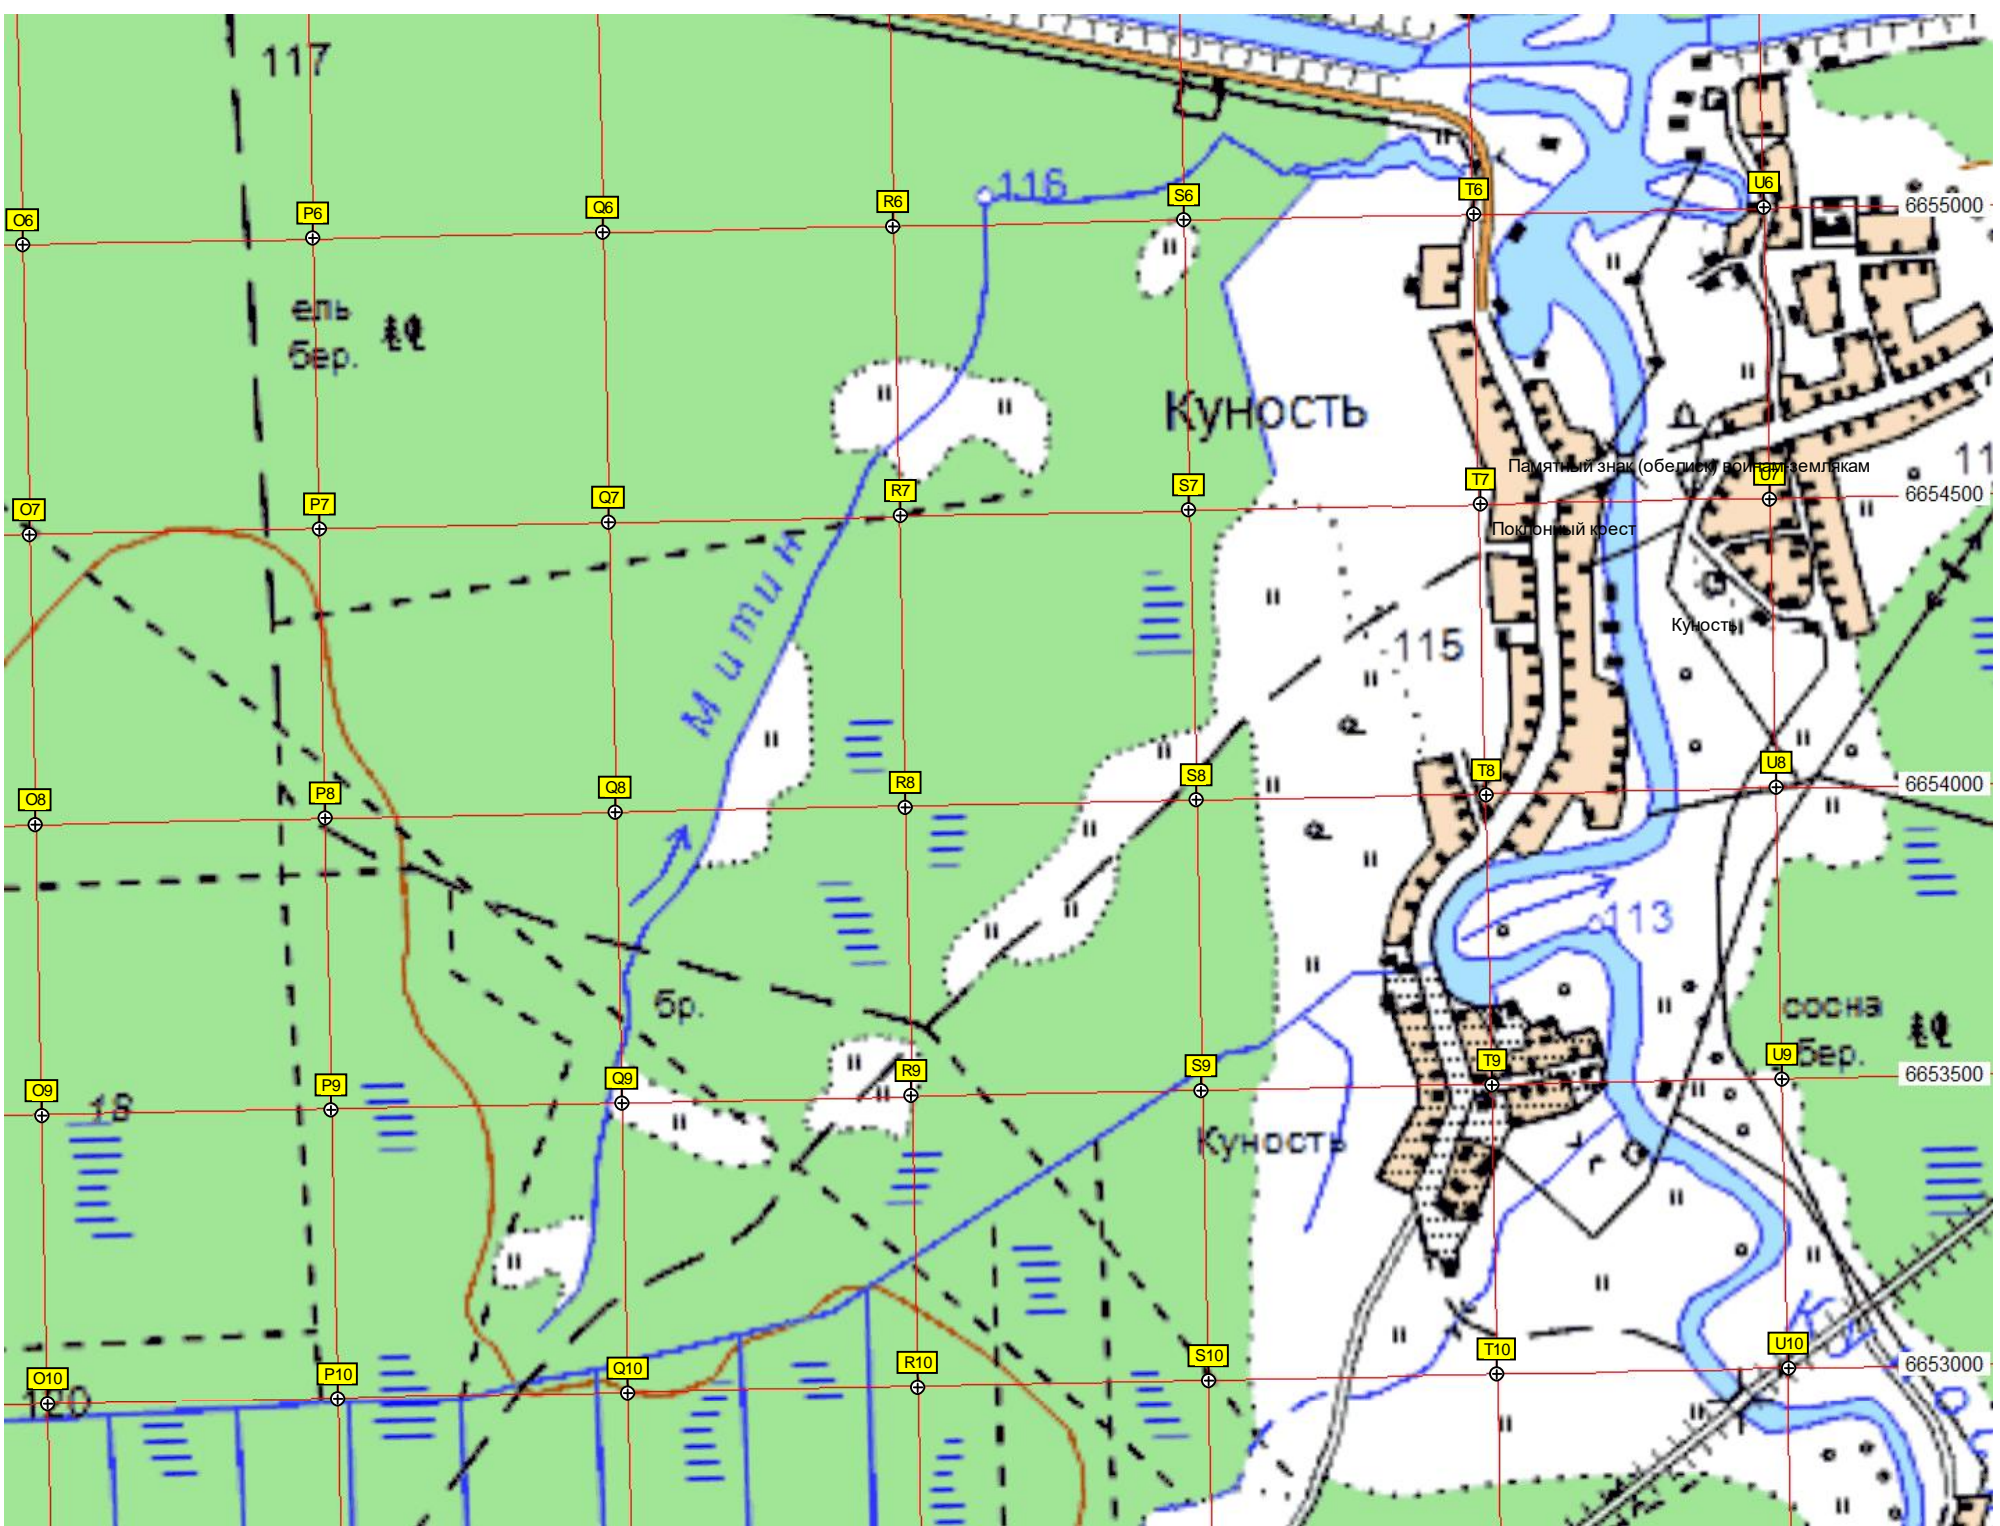 117
116
O6
P6
Q6
R6
S6
T6
U6
6655000
ель
бер.
Куность
Памятный знак (обелиск) воинам-землякам
11
O7
P7
Q7
R7
S7
T7
U7
6654500
Поклонный крест
Митин
Куность
115
O8
P8
Q8
R8
S8
T8
U8
6654000
113
бр.
сосна
бер.
O9
P9
Q9
R9
S9
T9
U9
6653500
18
Куность
O10
P10
Q10
R10
S10
T10
U10
6653000
120